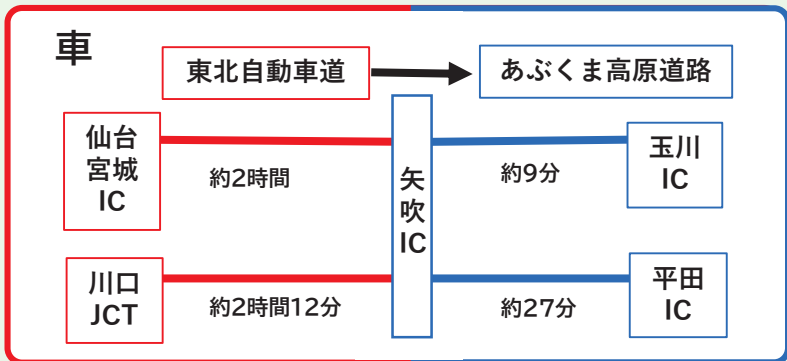 車
東北自動車道
あぶくま高原道路
仙台
宮城
IC
約2時間
矢吹IC
約9分
玉川
IC
川口
JCT
約2時間12分
約27分
平田
IC